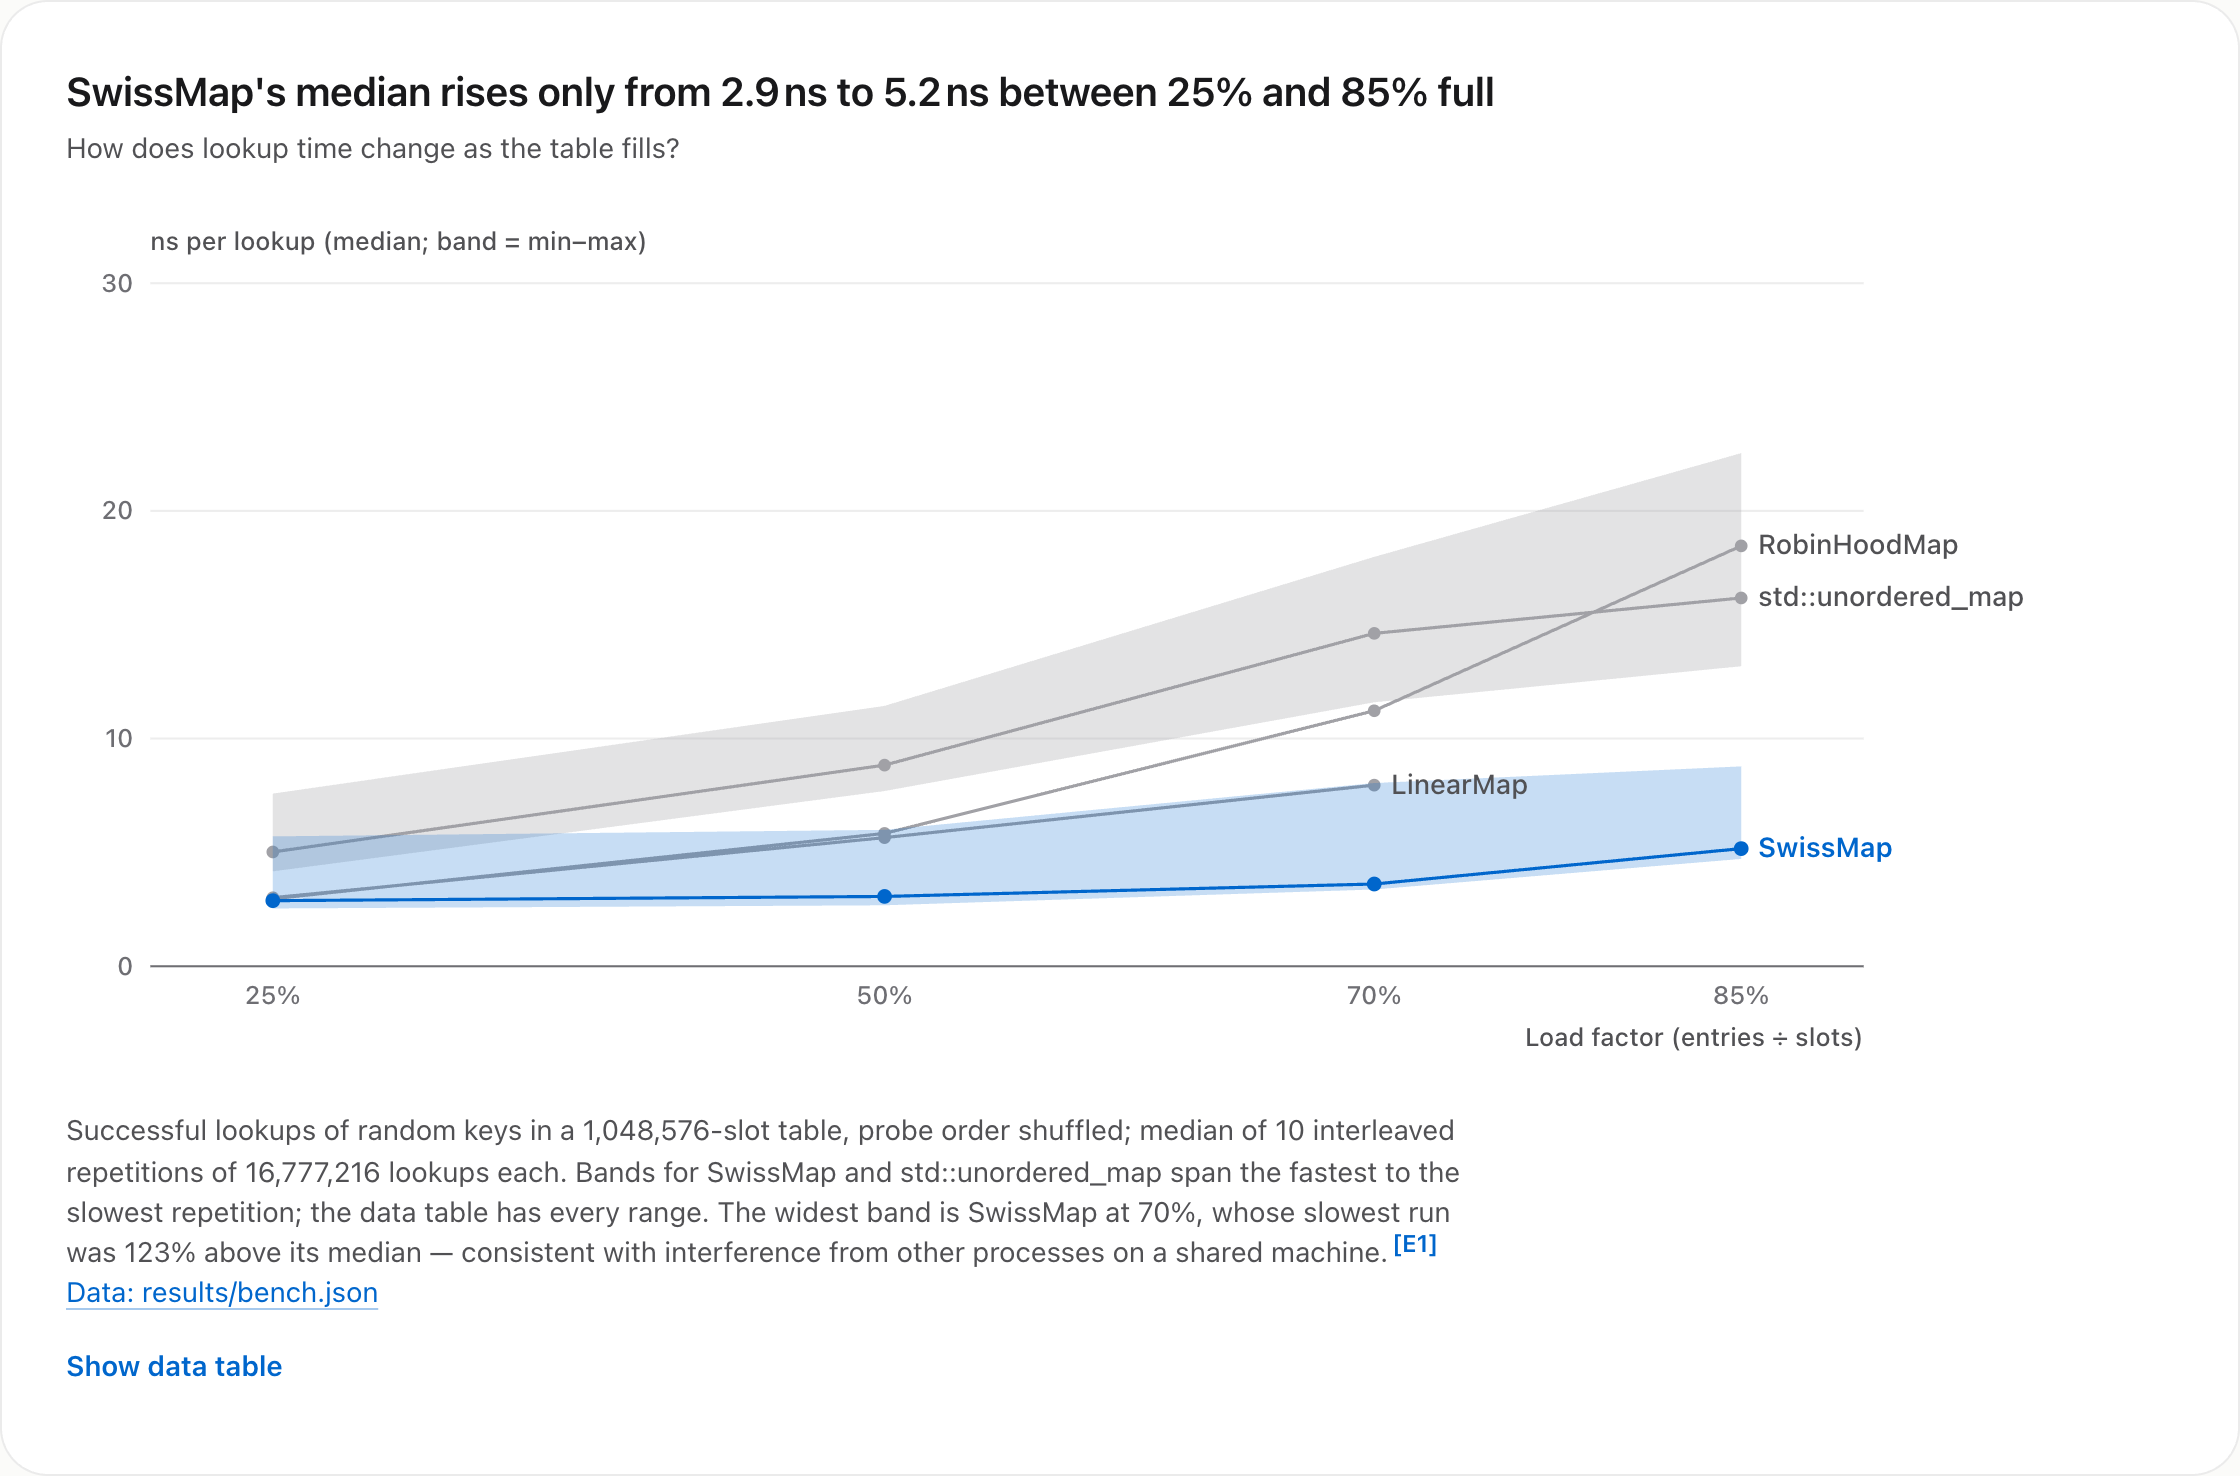 SwissMap's median rises only from 2.9 ns to 5.2 ns between 25% and 85% full
How does lookup time change as the table fills?
ns per lookup (median; band = min–max)
30
20
10
0
RobinHoodMap
std::unordered_map
LinearMap
SwissMap
25%
50%
70%
85%
Load factor (entries ÷ slots)
Successful lookups of random keys in a 1,048,576-slot table, probe order shuffled; median of 10 interleaved
repetitions of 16,777,216 lookups each. Bands for SwissMap and std::unordered_map span the fastest to the
slowest repetition; the data table has every range. The widest band is SwissMap at 70%, whose slowest run
was 123% above its median — consistent with interference from other processes on a shared machine. [E1]
Data: results/bench.json
Show data table